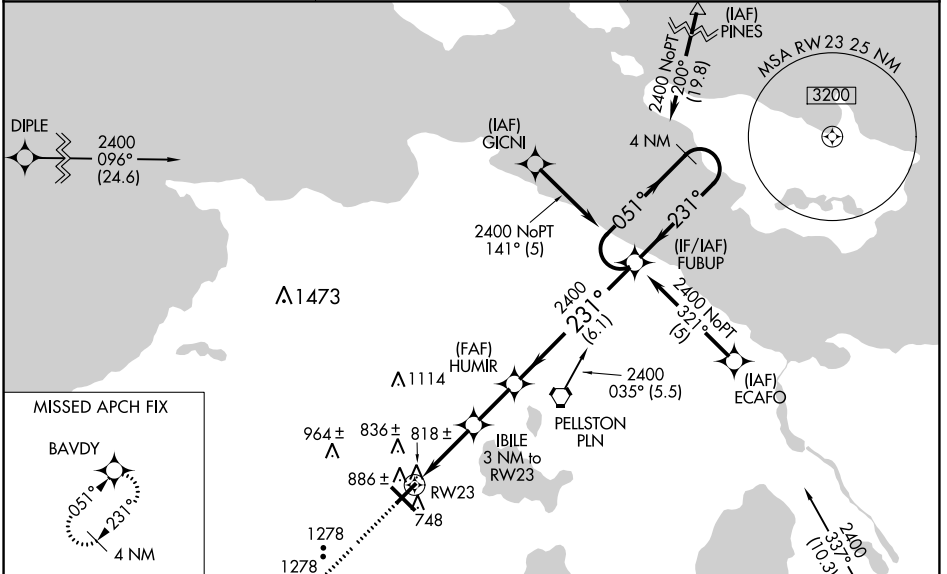 (IAF)
PINES
2400 NoPT
200°
(19.8)
MSA RW23 25 NM
3200
DIPLE
2400
096°
(24.6)
(IAF)
GICNI
4 NM
051°
231°
2400 NoPT
141° (5)
(IF/IAF)
FUBUP
2400
231°
(6.1)
2400 NoPT
321°
(5)
1473
(FAF)
HUMIR
2400
035° (5.5)
(IAF)
ECAFO
1114
PELLSTON
PLN
MISSED APCH FIX
BAVDY
051°
231°
4 NM
964 ±
836 ±
818 ±
IBILE
3 NM to
RW23
886 ±
RW23
748
1278
1278
2400
337°
(10.3)